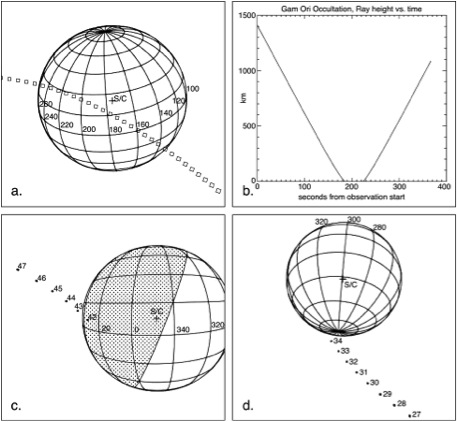 260
240
220
200
180
160
140
120
100
S/C
a.
Gam Ori Occultation, Ray height vs. time
1500
1000
500
0
km
0 100 200 300 400
seconds from observation start
b.
47
46
45
44
43
42
S/C
20 0 340 320
c.
320 300 280
S/C
34
33
32
31
30
29
28
27
d.